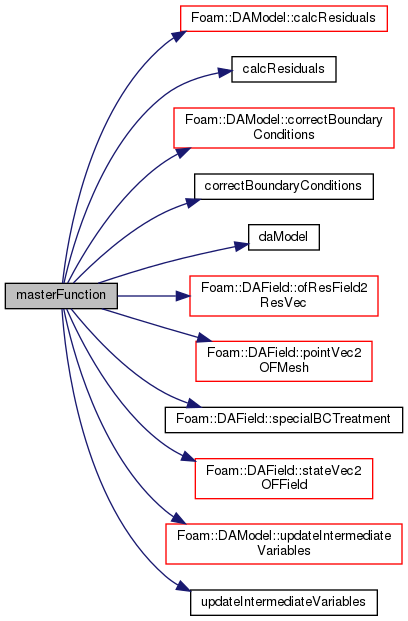 Foam::DAModel::calcResiduals
calcResiduals
Foam::DAModel::correctBoundary
Conditions
correctBoundaryConditions
daModel
masterFunction
Foam::DAField::ofResField2
ResVec
Foam::DAField::pointVec2
OFMesh
Foam::DAField::specialBCTreatment
Foam::DAField::stateVec2
OFField
Foam::DAModel::updateIntermediate
Variables
updateIntermediateVariables